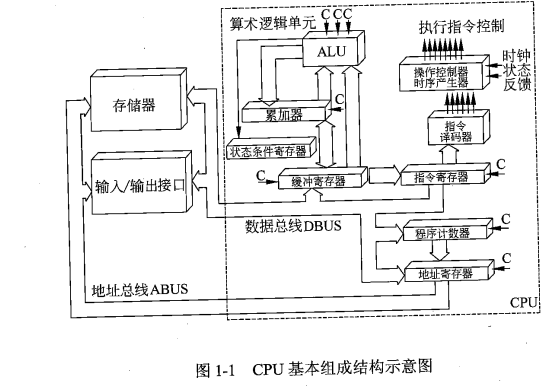 算术逻辑单元
C CC
ALU
执行指令控制
操作控制器
时序产生器
时钟
状态
反馈
存储器
累加器
C
指令
译码器
状态条件寄存器
C
缓冲寄存器
指令寄存器
C
输入/输出接口
数据总线DBUS
程序计数器
C
地址寄存器
C
地址总线ABUS
CPU
图 1-1 CPU 基本组成结构示意图